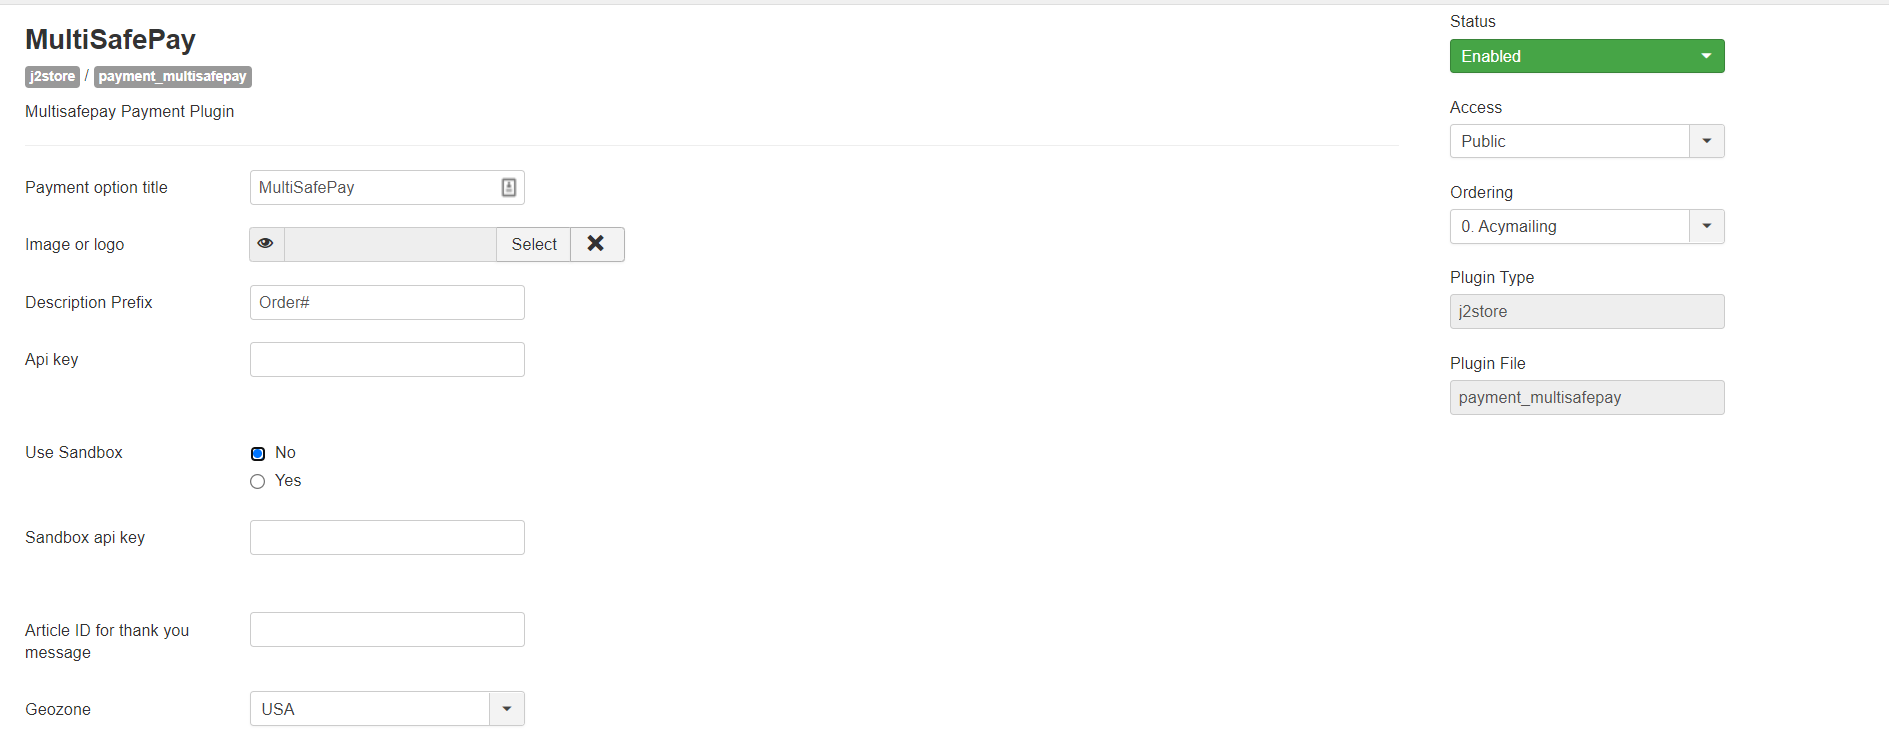 MultiSafePay
j2store / payment_multisafepay
Multisafepay Payment Plugin
Payment option title
MultiSafePay
Image or logo
Select
Description Prefix
Order#
Api key
Use Sandbox
No
Yes
Sandbox api key
Article ID for thank you
message
Geozone
USA
Status
Enabled
Access
Public
Ordering
0. Acymailing
Plugin Type
j2store
Plugin File
payment_multisafepay